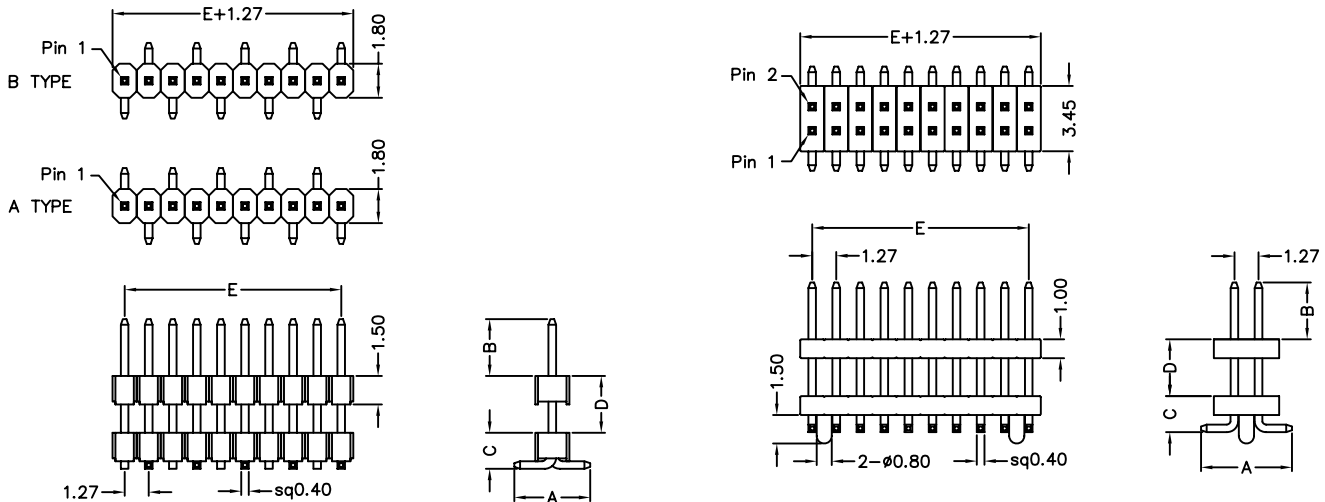 E+1.27
Pin 1
B TYPE
1.80
Pin 1
A TYPE
1.80
E
1.50
1.27
sq0.40
B
D
C
A
E+1.27
Pin 2
Pin 1
3.45
E
1.27
1.00
1.50
2-ø0.80
sq0.40
1.27
B
D
C
A